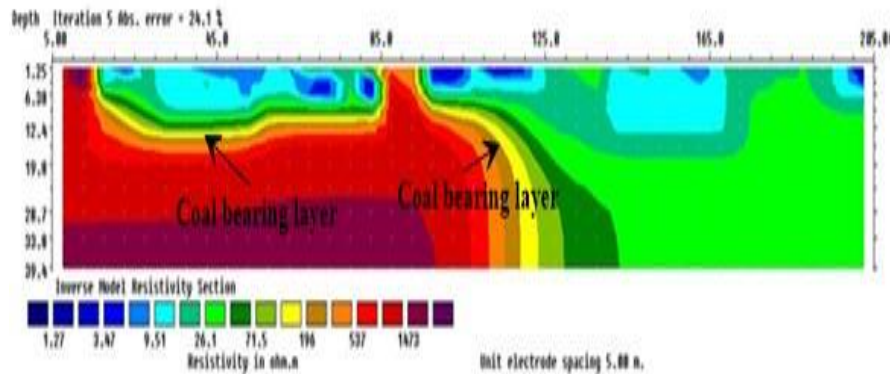 Depth Iteration 5 Abs. error = 24.1 %
5.00 45.0 85.0 125.0 165.0 205.0
1.25
6.38
12.4
19.8
28.7
33.8
39.4
Coal bearing layer
Coal bearing layer
Inverse Model Resistivity Section
1.27 3.47 9.51 26.1 71.5 196 537 1473
Resistivity in ohm.m
Unit electrode spacing 5.00 m.